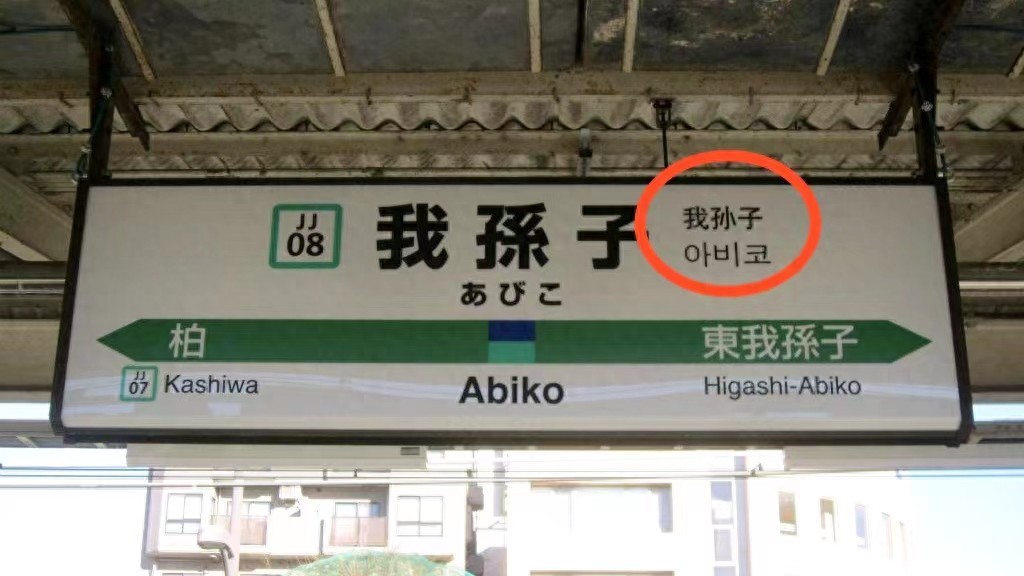 JJ
08
我孫子
我孙子
아비코
あびこ
柏
東我孫子
JJ
07
Kashiwa
Abiko
Higashi-Abiko